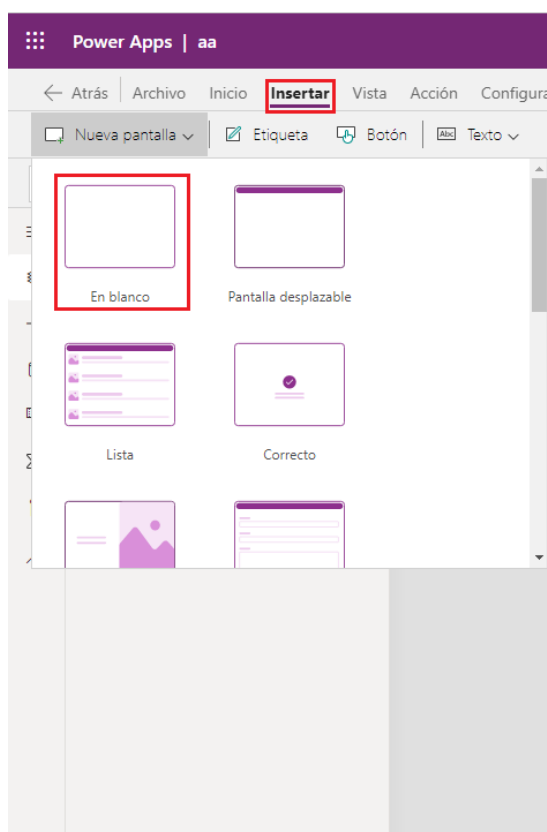 Power Apps | aa
Atrás Archivo Inicio Insertar Vista Acción Configura
Nueva pantalla Etiqueta Botón Abc Texto
En blanco Pantalla desplazable
Lista Correcto